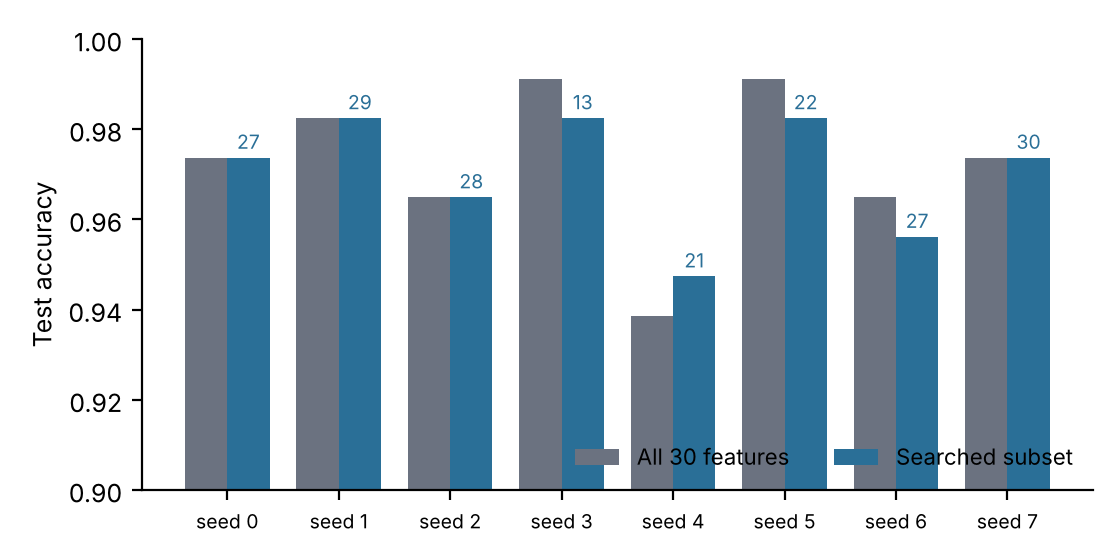 1.00
0.98
0.96
0.94
0.92
0.90
Test accuracy
27
29
28
13
21
22
27
30
All 30 features
Searched subset
seed 0
seed 1
seed 2
seed 3
seed 4
seed 5
seed 6
seed 7